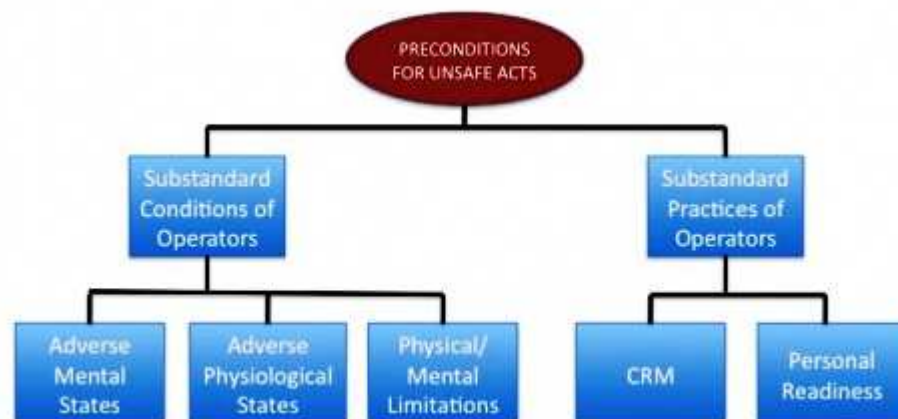 PRECONDITIONS
FOR UNSAFE ACTS
Substandard
Conditions of
Operators
Substandard
Practices of
Operators
Adverse
Mental
States
Adverse
Physiological
States
Physical/
Mental
Limitations
CRM
Personal
Readiness